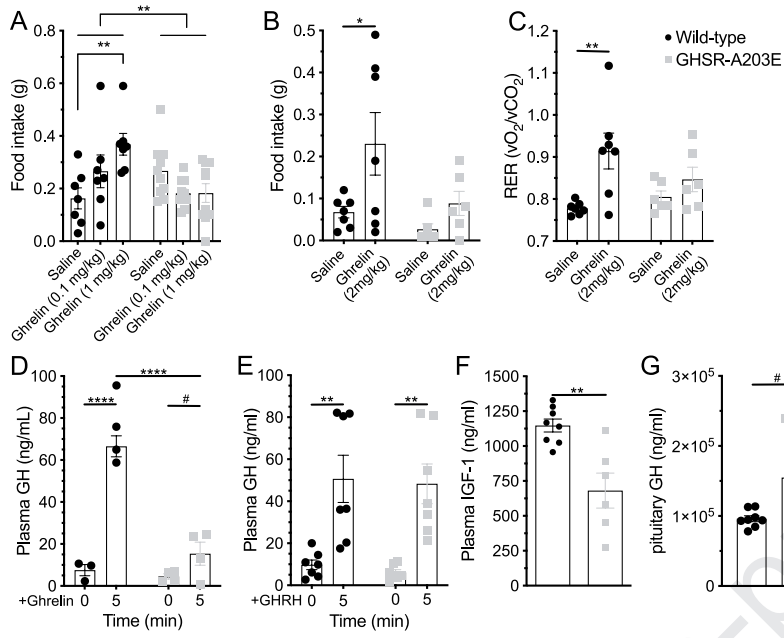 A
**
**
Food intake (g)
0.8
0.6
0.4
0.2
0.0
Saline
Ghrelin (0.1 mg/kg)
Ghrelin (1 mg/kg)
Saline
Ghrelin (0.1 mg/kg)
Ghrelin (1 mg/kg)
B
*
Food intake (g)
0.5
0.4
0.3
0.2
0.1
0.0
Saline
Ghrelin
(2mg/kg)
Saline
Ghrelin
(2mg/kg)
C
**
RER (vO2/vCO2)
1.2
1.1
1.0
0.9
0.8
0.7
Saline
Ghrelin
(2mg/kg)
Saline
Ghrelin
(2mg/kg)
Wild-type
GHSR-A203E
D
****
****
#
Plasma GH (ng/mL)
100
80
60
40
20
0
+Ghrelin 0 5 0 5
Time (min)
E
**
**
Plasma GH (ng/ml)
100
80
60
40
20
0
+GHRH 0 5 0 5
Time (min)
F
**
Plasma IGF-1 (ng/ml)
1500
1250
1000
750
500
250
0
G
#
pituitary GH (ng/ml)
3×10⁵
2×10⁵
1×10⁵
0